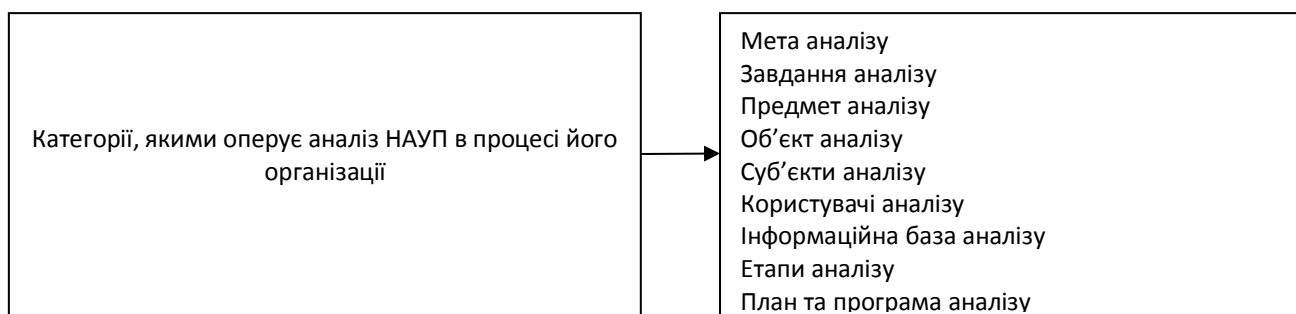 Категорії, якими оперує аналіз НАУП в процесі його
організації
Мета аналізу
Завдання аналізу
Предмет аналізу
Об’єкт аналізу
Суб’єкти аналізу
Користувачі аналізу
Інформаційна база аналізу
Етапи аналізу
План та програма аналізу